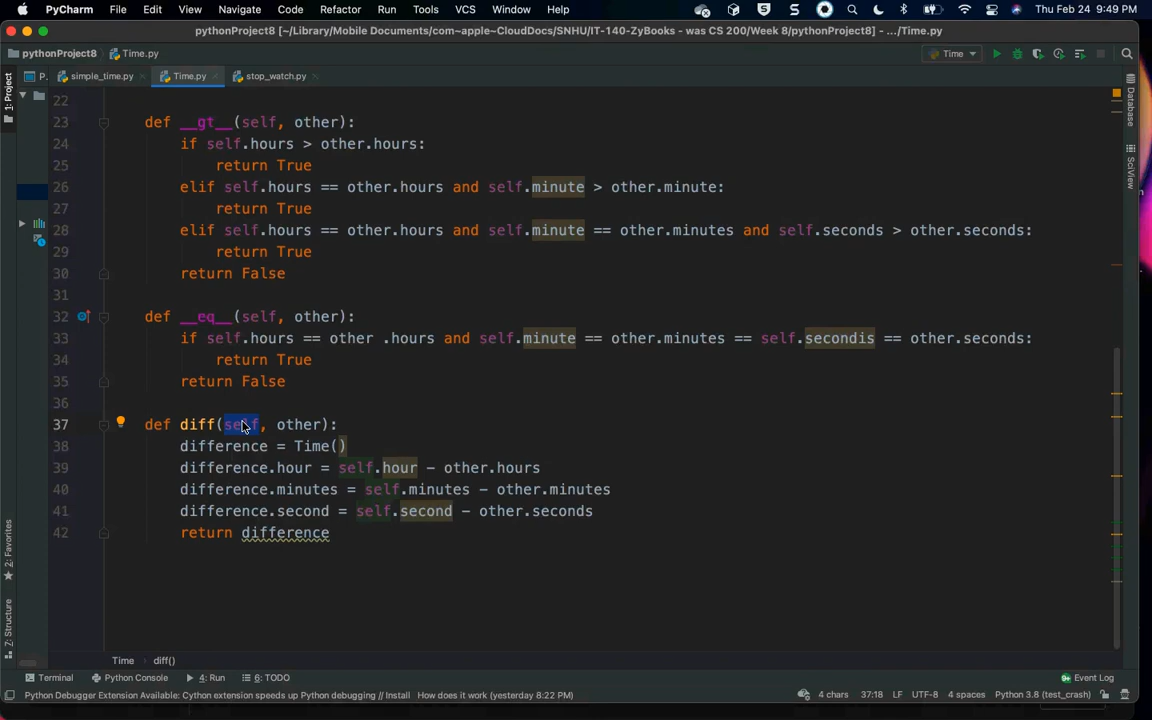 PyCharm File Edit View Navigate Code Refactor Run Tools VCS Window Help Thu Feb 24 9:49 PM
pythonProject8 [~/Library/Mobile Documents/com~apple~CloudDocs/SNHU/IT-140-ZyBooks - was CS 200/Week 8/pythonProject8] - .../Time.py
pythonProject8 Time.py Time
1: Project P. simple_time.py Time.py stop_watch.py
22
23 def __gt__(self, other):
24 if self.hours > other.hours:
25 return True
26 elif self.hours == other.hours and self.minute > other.minute:
27 return True
28 elif self.hours == other.hours and self.minute == other.minutes and self.seconds > other.seconds:
29 return True
30 return False
31
32 def __eq__(self, other):
33 if self.hours == other .hours and self.minute == other.minutes == self.secondis == other.seconds:
34 return True
35 return False
36
37 def diff(self, other):
38 difference = Time()
39 difference.hour = self.hour - other.hours
40 difference.minutes = self.minutes - other.minutes
41 difference.second = self.second - other.seconds
42 return difference
Database
SciView
2: Favorites
7: Structure
Time diff()
Terminal Python Console 4: Run 6: TODO Event Log
Python Debugger Extension Available: Cython extension speeds up Python debugging // Install How does it work (yesterday 8:22 PM) 4 chars 37:18 LF UTF-8 4 spaces Python 3.8 (test_crash)